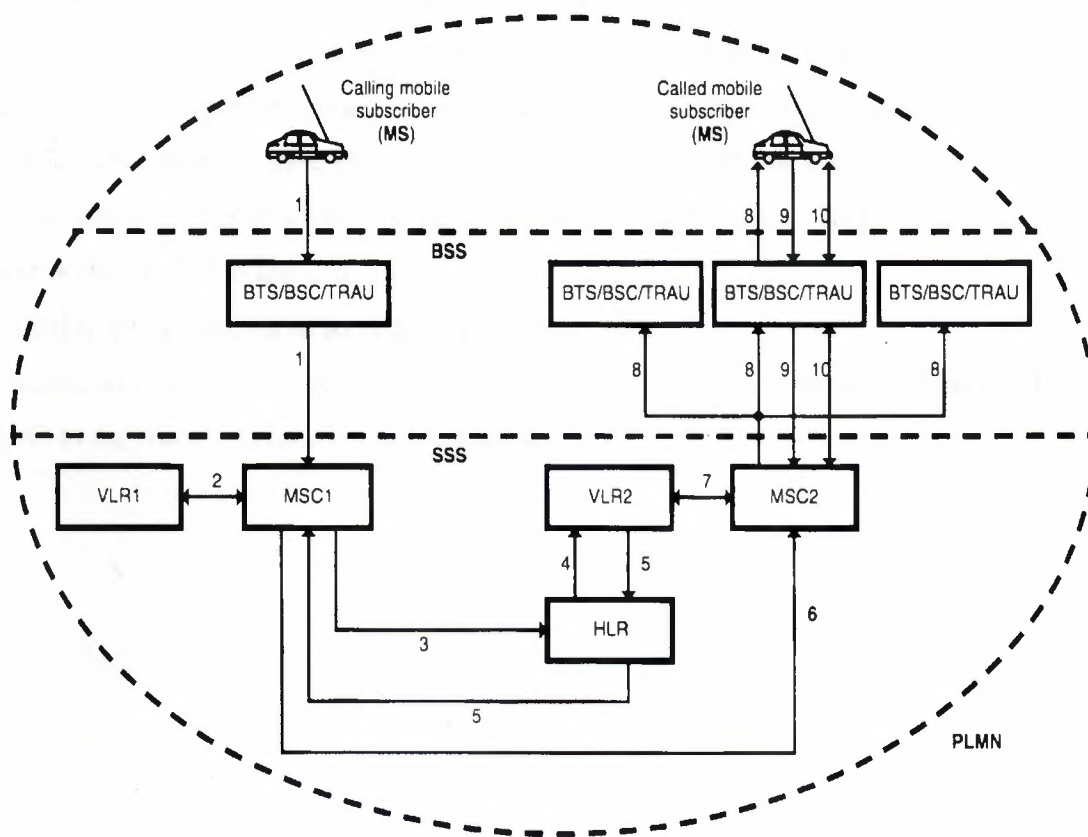 Calling mobile
subscriber
(MS)
Called mobile
subscriber
(MS)
1
8
9
10
BSS
BTS/BSC/TRAU
BTS/BSC/TRAU
BTS/BSC/TRAU
BTS/BSC/TRAU
1
8
8
9
10
8
SSS
VLR1
2
MSC1
VLR2
7
MSC2
4
5
3
HLR
6
5
PLMN